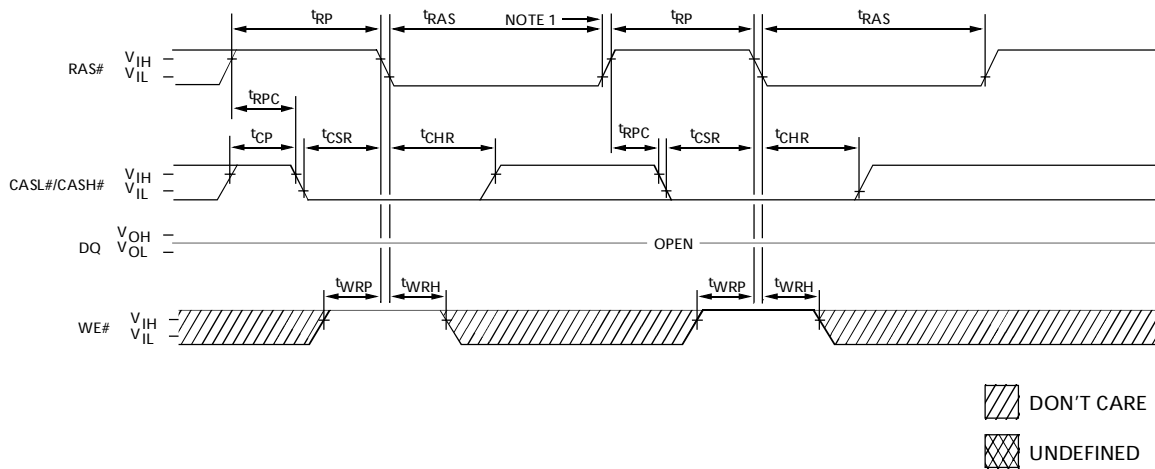 tRP tRAS NOTE 1 tRP tRAS
RAS# VIH
VIL
tRPC
tCP tCSR tCHR tRPC tCSR tCHR
CASL#/CASH# VIH
VIL
DQ VOH
VOL
OPEN
tWRP tWRH tWRP tWRH
WE# VIH
VIL
DON'T CARE
UNDEFINED